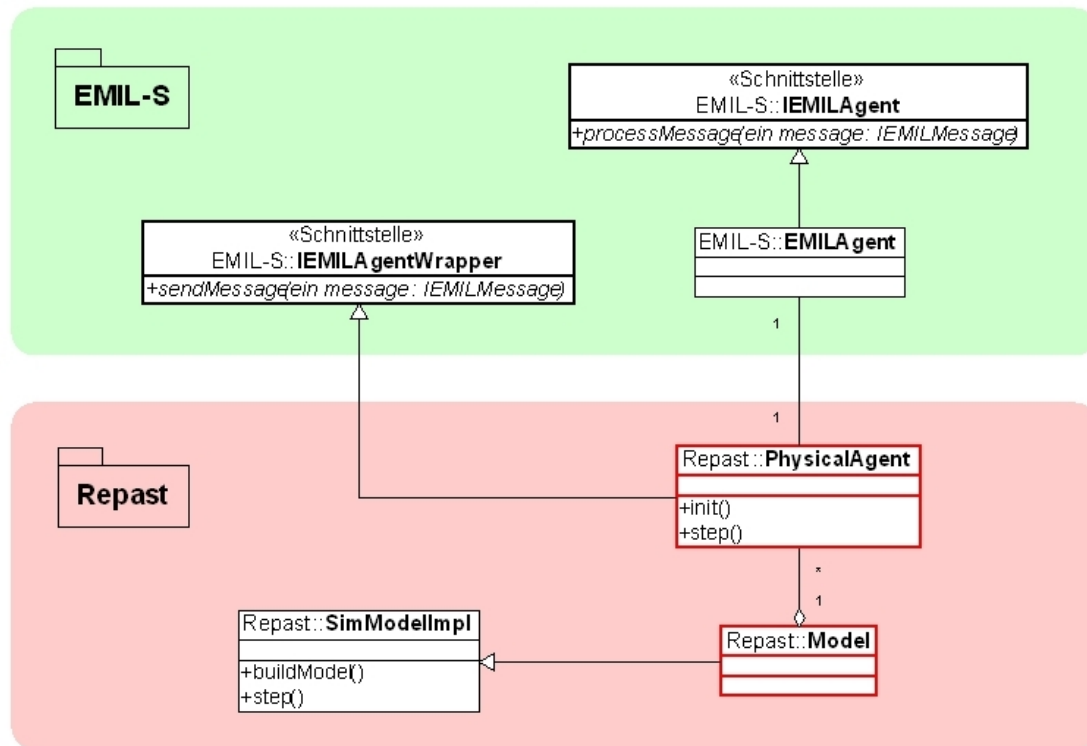 EMIL-S
«Schnittstelle»
EMIL-S::IEMILAgent
+processMessage(ein message: IEMILMessage)
«Schnittstelle»
EMIL-S::IEMILAgentWrapper
+sendMessage(ein message: IEMILMessage)
EMIL-S::EMILAgent
1
1
Repast
Repast::PhysicalAgent
+init()
+step()
*
1
Repast::SimModelImpl
+buildModel()
+step()
Repast::Model